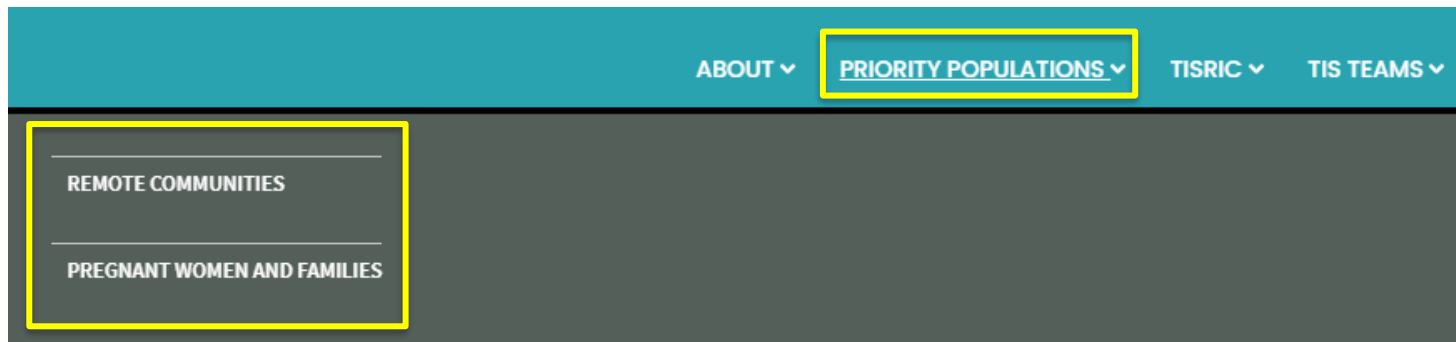 ABOUT PRIORITY POPULATIONS TISRIC TIS TEAMS
REMOTE COMMUNITIES
PREGNANT WOMEN AND FAMILIES